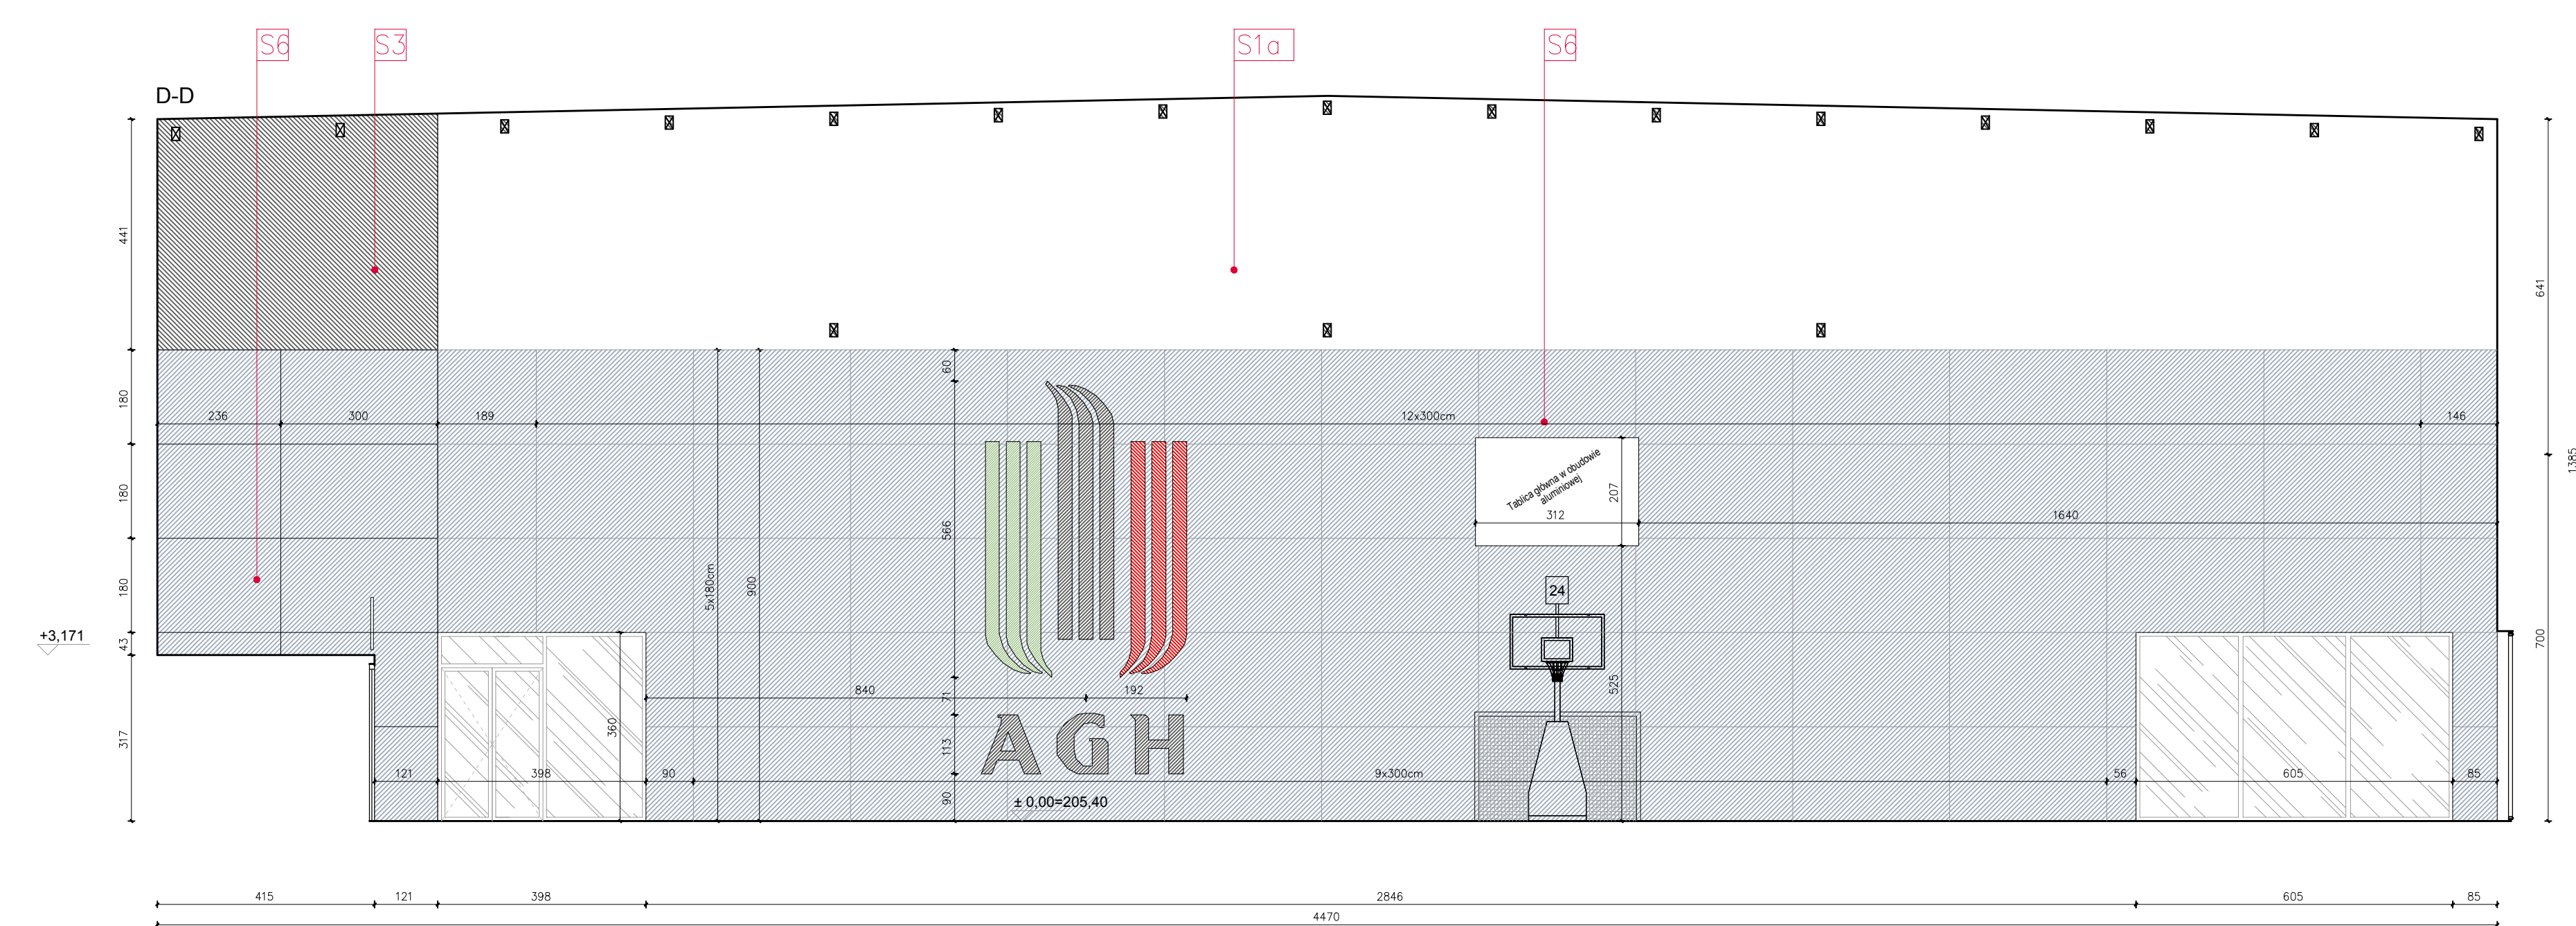 S6 S3 S1a S6
D-D
441
641
60
180
236 300 189 12x300cm 146
1385
Tablica główna w obudowie
aluminiowej
180
207
566
312 1640
5x180cm 900
180
24
+3,171
43
700
525
71
840 192
360
317
AGH
113
121 398 90 9x300cm 56 605 85
90
± 0,00=205,40
415 121 398 2846 605 85
4470